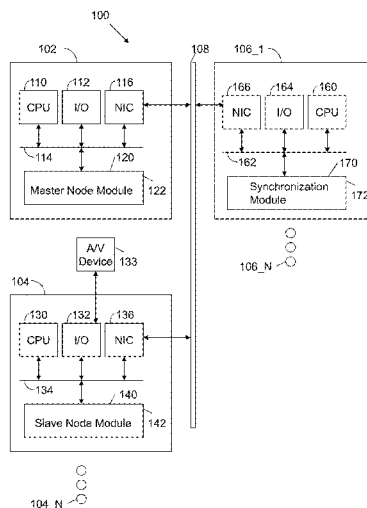 100
102
108
106_1
110
112
116
CPU
I/O
NIC
114
120
Master Node Module
122
166
164
160
NIC
I/O
CPU
162
170
Synchronization
Module
172
106_N
A/V
Device
133
104
130
132
136
CPU
I/O
NIC
134
140
Slave Node Module
142
104_N